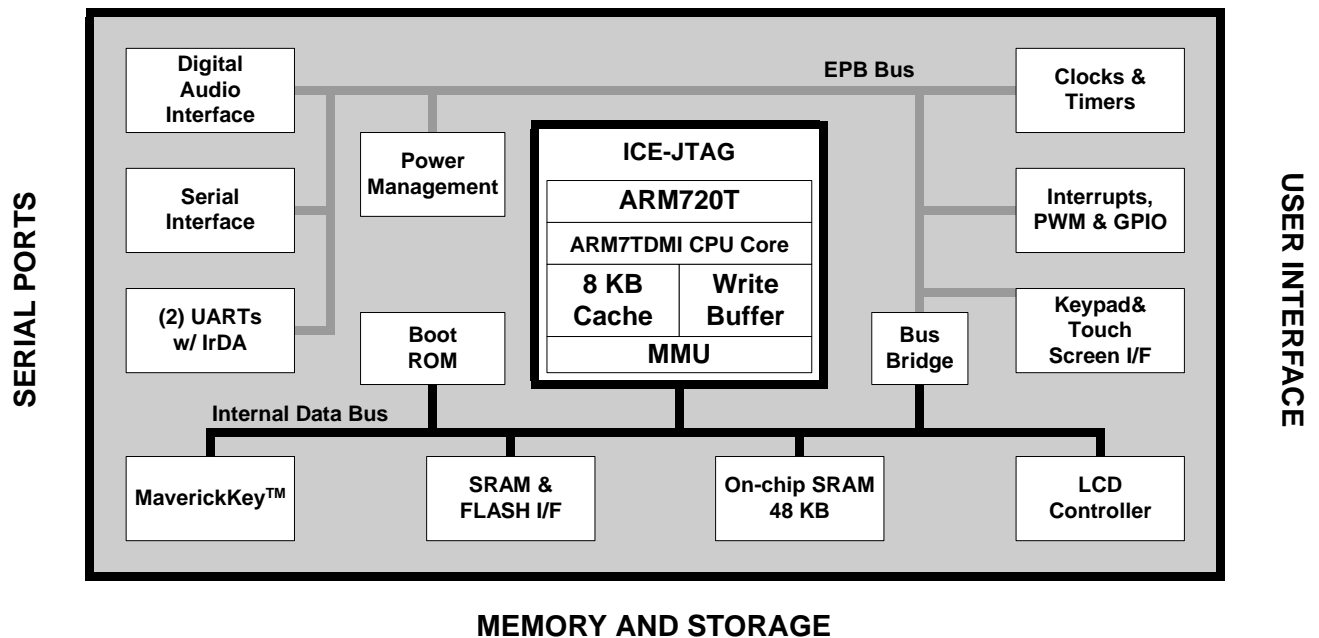 Digital
Audio
Interface
EPB Bus
Clocks &
Timers
ICE-JTAG
Power
Management
ARM720T
Serial
Interface
Interrupts,
PWM & GPIO
ARM7TDMI CPU Core
8 KB
Cache
Write
Buffer
(2) UARTs
w/ IrDA
Boot
ROM
MMU
Bus
Bridge
Keypad&
Touch
Screen I/F
Internal Data Bus
MaverickKey™
SRAM &
FLASH I/F
On-chip SRAM
48 KB
LCD
Controller
SERIAL PORTS
USER INTERFACE
MEMORY AND STORAGE